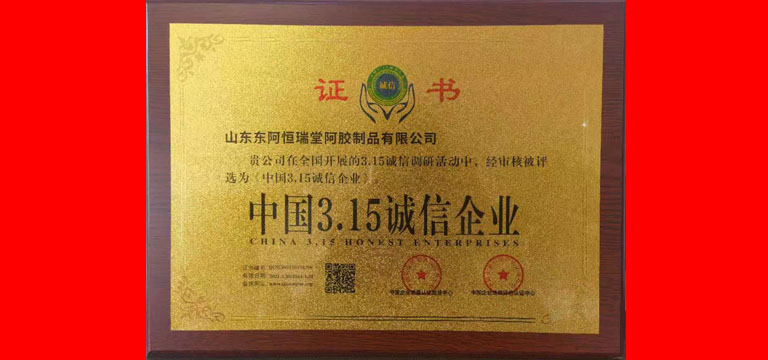 证 诚信 书
山东东阿恒瑞堂阿胶制品有限公司
贵公司在全国开展的3.15诚信调研活动中、经审核被评
选为《中国3.15诚信企业》。
中国3.15诚信企业
CHINA 3.15 HONEST ENTERPRISES